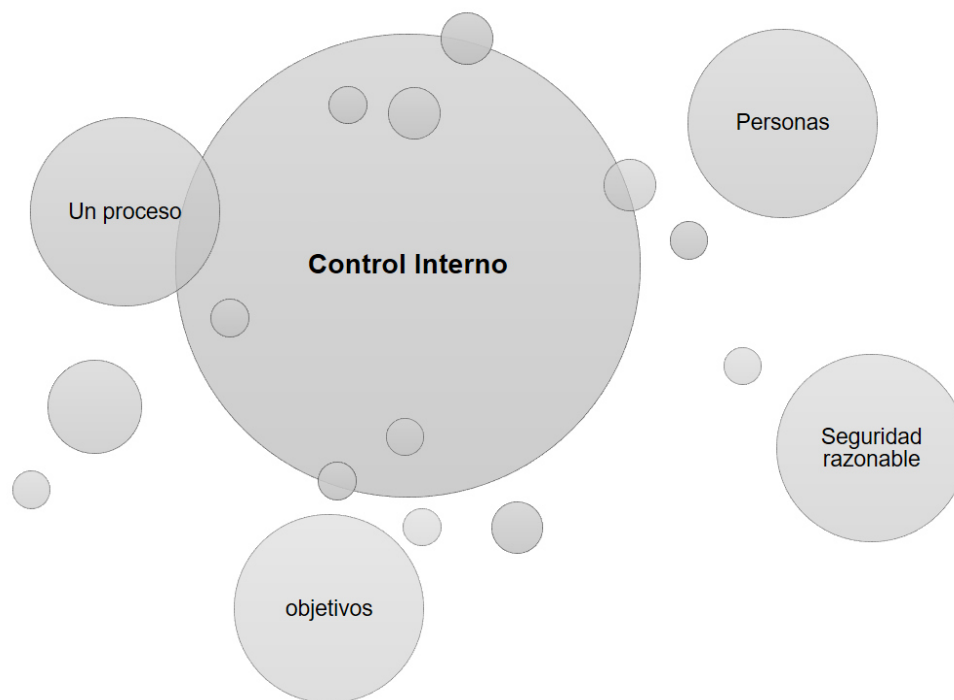 Personas
Un proceso
Control Interno
Seguridad
razonable
objetivos